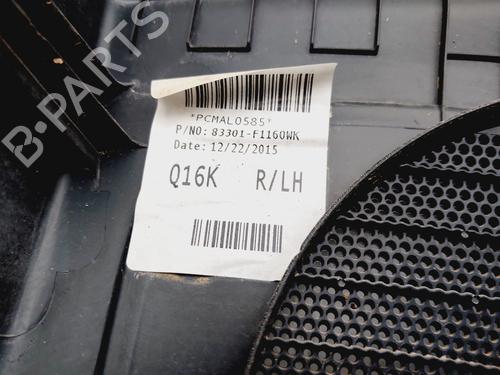 B-PARTS
*PCMAL0585*
P/NO: 83301-F1160WK
Date: 12/22/2015
Q16K R/LH